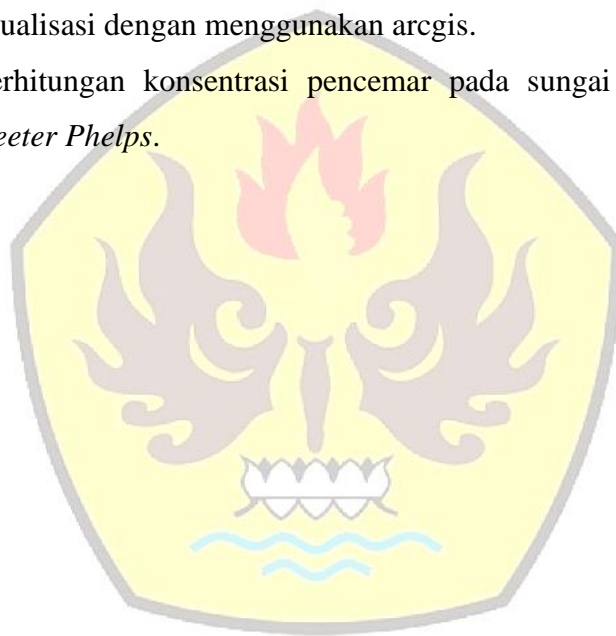 ualisasi dengan menggunakan arcgis.
erhitungan konsentrasi pencemar pada sungai
eeter Phelps.